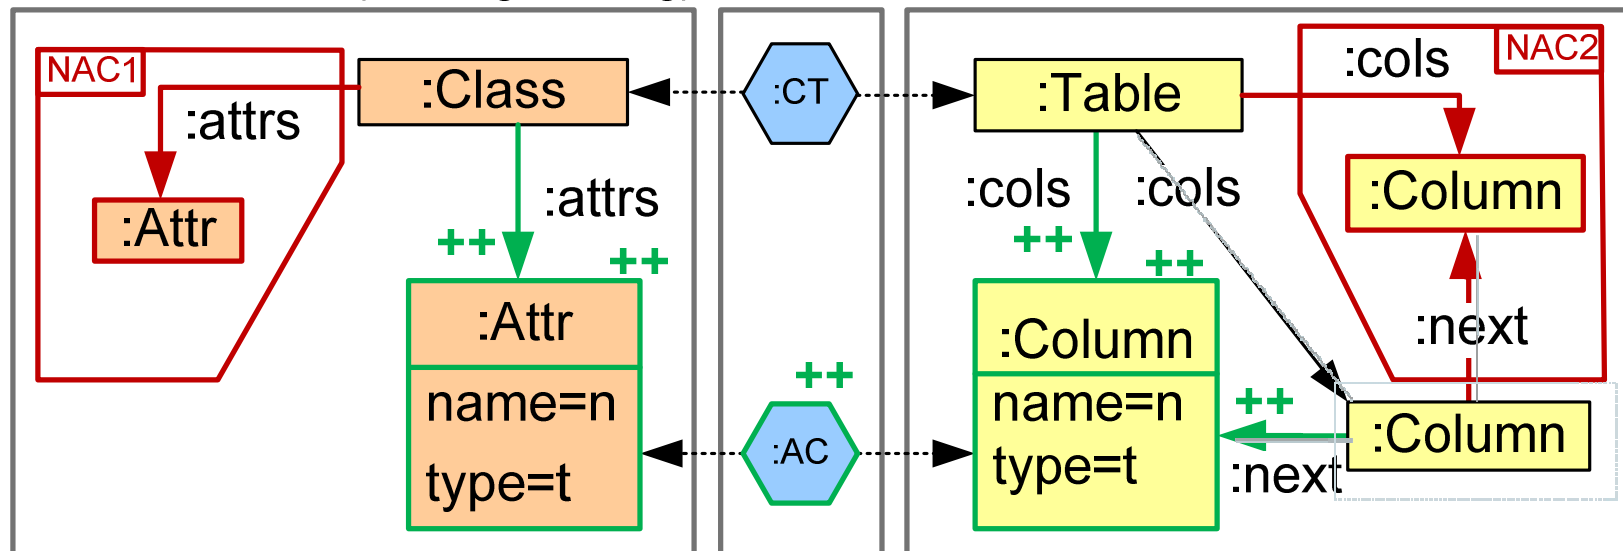 NAC1
:attrs
:Attr
:Class
:attrs
++
++
:Attr
name=n
type=t
:CT
++
:AC
:Table
:cols
:cols
++
++
:Column
name=n
type=t
NAC2
:cols
:Column
:next
++
:Column
:next